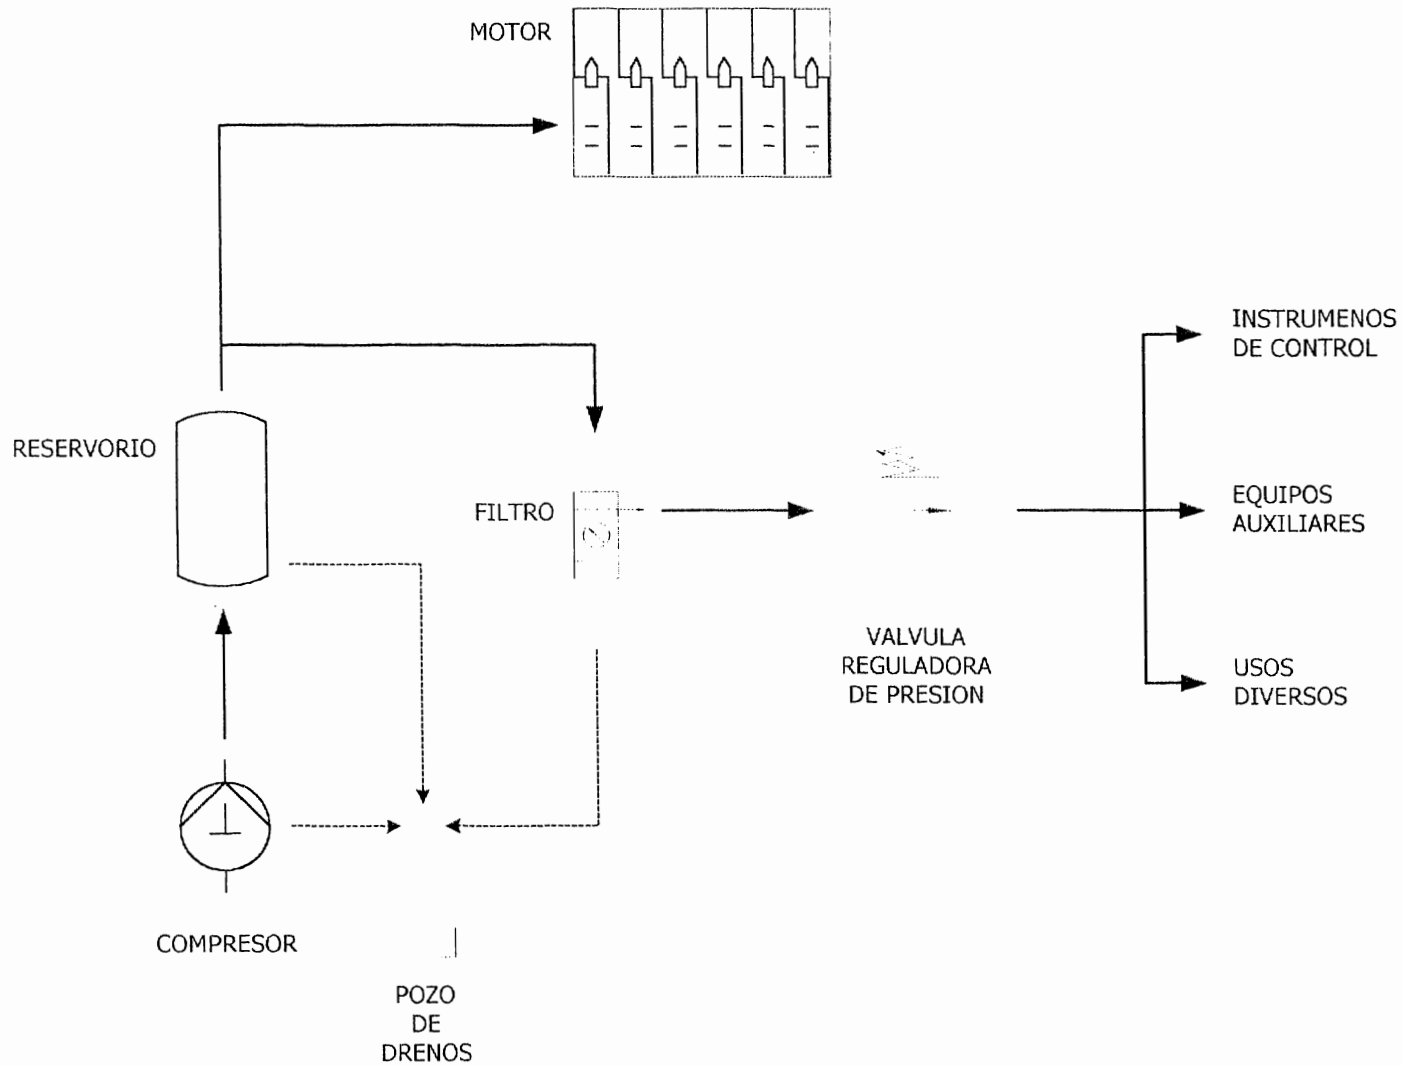 MOTOR
INSTRUMENOS
DE CONTROL
RESERVORIO
FILTRO
EQUIPOS
AUXILIARES
VALVULA
REGULADORA
DE PRESION
USOS
DIVERSOS
COMPRESOR
POZO
DE
DRENOS